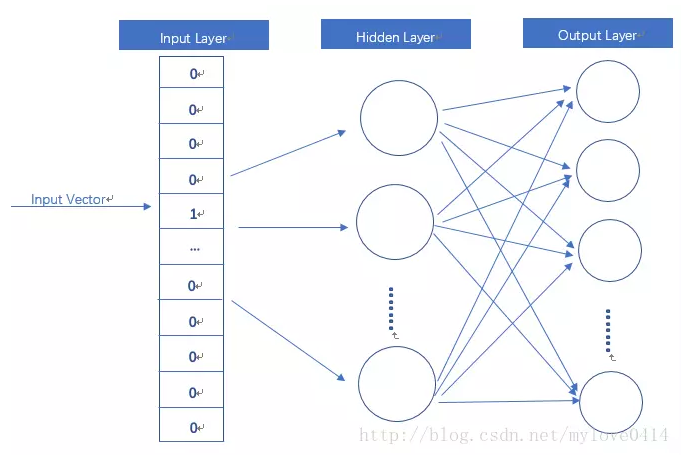 Input Layer
Hidden Layer
Output Layer
0
0
0
0
Input Vector
1
...
0
0
0
0
0
http://blog.csdn.net/mylove0414